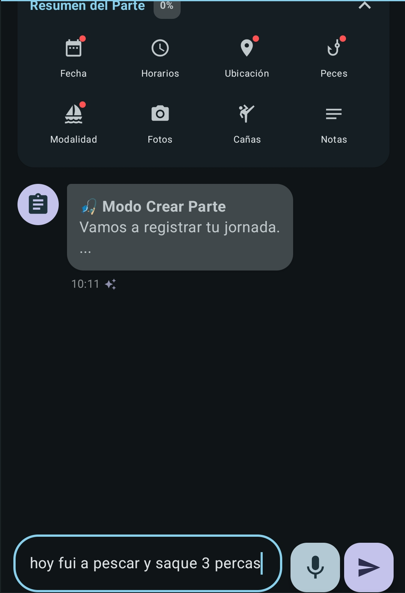 Resumen del Parte 0%
Fecha Horarios Ubicación Peces
Modalidad Fotos Cañas Notas
🎣 Modo Crear Parte
Vamos a registrar tu jornada.
...
10:11
hoy fui a pescar y saque 3 percas